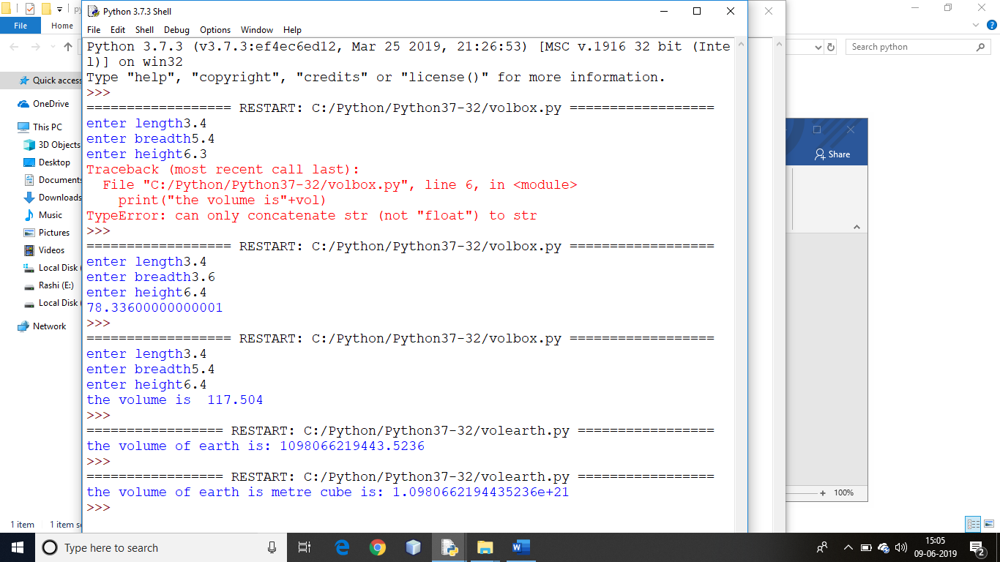 File
Home
py
Search python
Quick access
OneDrive
This PC
3D Objects
Desktop
Documents
Downloads
Music
Pictures
Videos
Local Disk (
Rashi (E:)
Local Disk (
Network
1 item
1 item se
Python 3.7.3 Shell
File Edit Shell Debug Options Window Help
Python 3.7.3 (v3.7.3:ef4ec6ed12, Mar 25 2019, 21:26:53) [MSC v.1916 32 bit (Inte
l)] on win32
Type "help", "copyright", "credits" or "license()" for more information.
>>>
================== RESTART: C:/Python/Python37-32/volbox.py ==================
enter length3.4
enter breadth5.4
enter height6.3
Traceback (most recent call last):
  File "C:/Python/Python37-32/volbox.py", line 6, in <module>
    print("the volume is"+vol)
TypeError: can only concatenate str (not "float") to str
>>>
================== RESTART: C:/Python/Python37-32/volbox.py ==================
enter length3.4
enter breadth3.6
enter height6.4
78.33600000000001
>>>
================== RESTART: C:/Python/Python37-32/volbox.py ==================
enter length3.4
enter breadth5.4
enter height6.4
the volume is  117.504
>>>
================= RESTART: C:/Python/Python37-32/volearth.py =================
the volume of earth is: 1098066219443.5236
>>>
================= RESTART: C:/Python/Python37-32/volearth.py =================
the volume of earth is metre cube is: 1.0980662194435236e+21
>>>
Share
100%
Type here to search
15:05
09-06-2019
2